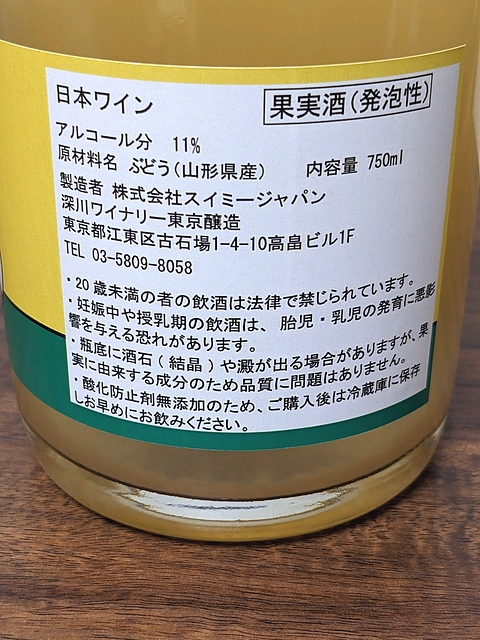 日本ワイン
果実酒(発泡性)
アルコール分 11%
原材料名 ぶどう(山形県産) 内容量 750ml
製造者 株式会社スイミージャパン
深川ワイナリー東京醸造
東京都江東区古石場1-4-10高畠ビル1F
TEL 03-5809-8058
・20歳未満の者の飲酒は法律で禁じられています。
・妊娠中や授乳期の飲酒は、胎児・乳児の発育に悪影
響を与える恐れがあります。
・瓶底に酒石(結晶)や澱が出る場合がありますが、果
実に由来する成分のため品質に問題はありません。
・酸化防止剤無添加のため、ご購入後は冷蔵庫に保存
しお早めにお飲みください。